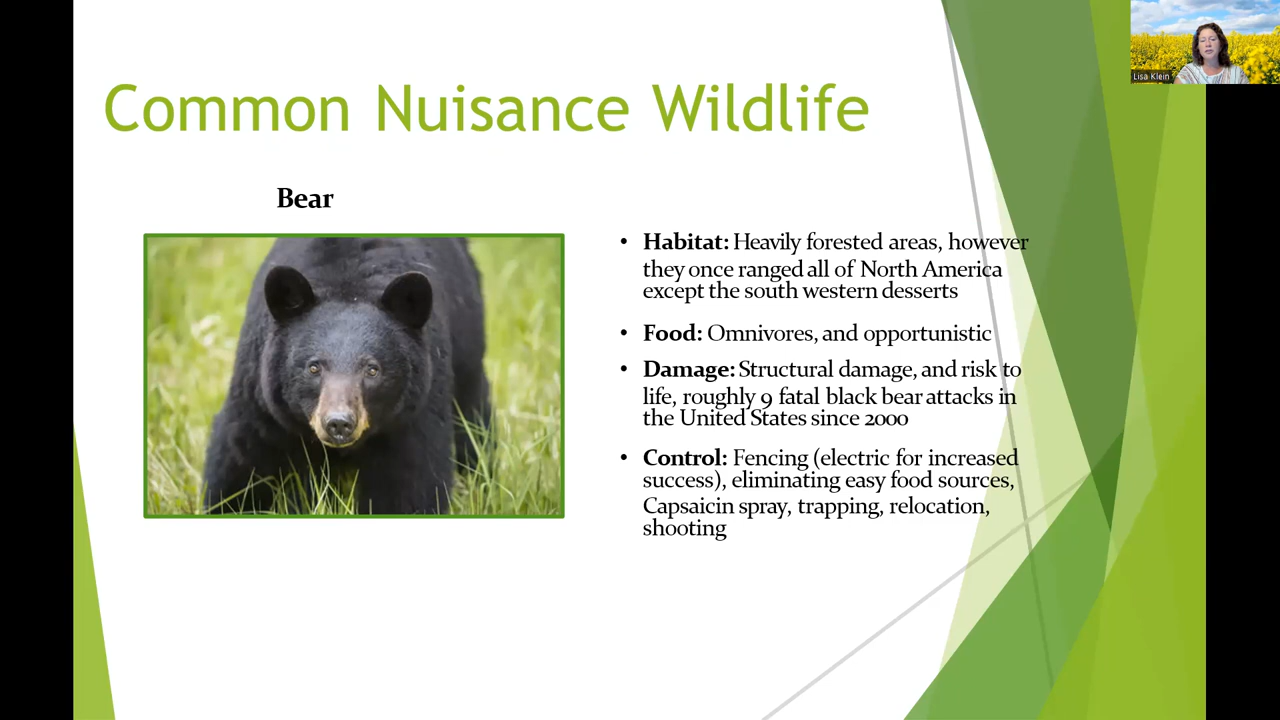 Common Nuisance Wildlife
Lisa Klein
Bear
• Habitat: Heavily forested areas, however
they once ranged all of North America
except the south western desserts
• Food: Omnivores, and opportunistic
• Damage: Structural damage, and risk to
life, roughly 9 fatal black bear attacks in
the United States since 2000
• Control: Fencing (electric for increased
success), eliminating easy food sources,
Capsaicin spray, trapping, relocation,
shooting